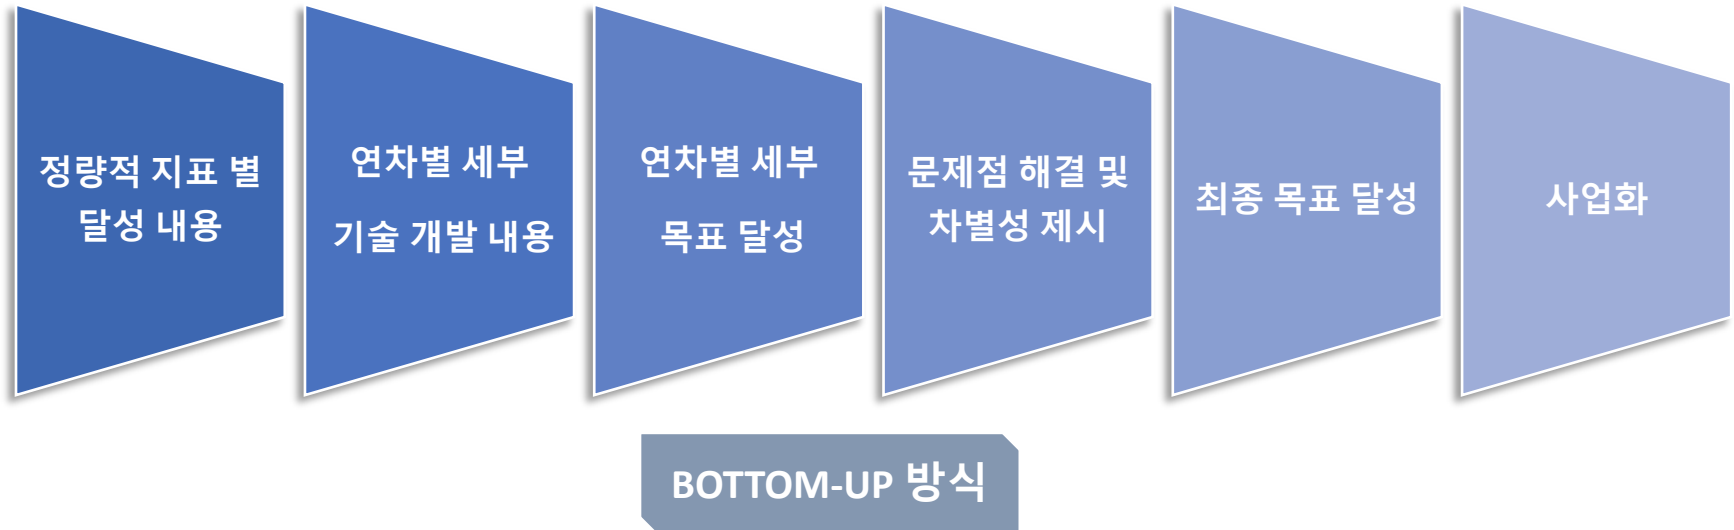 정량적 지표 별
달성 내용
연차별 세부
기술 개발 내용
연차별 세부
목표 달성
문제점 해결 및
차별성 제시
최종 목표 달성
사업화
BOTTOM-UP 방식